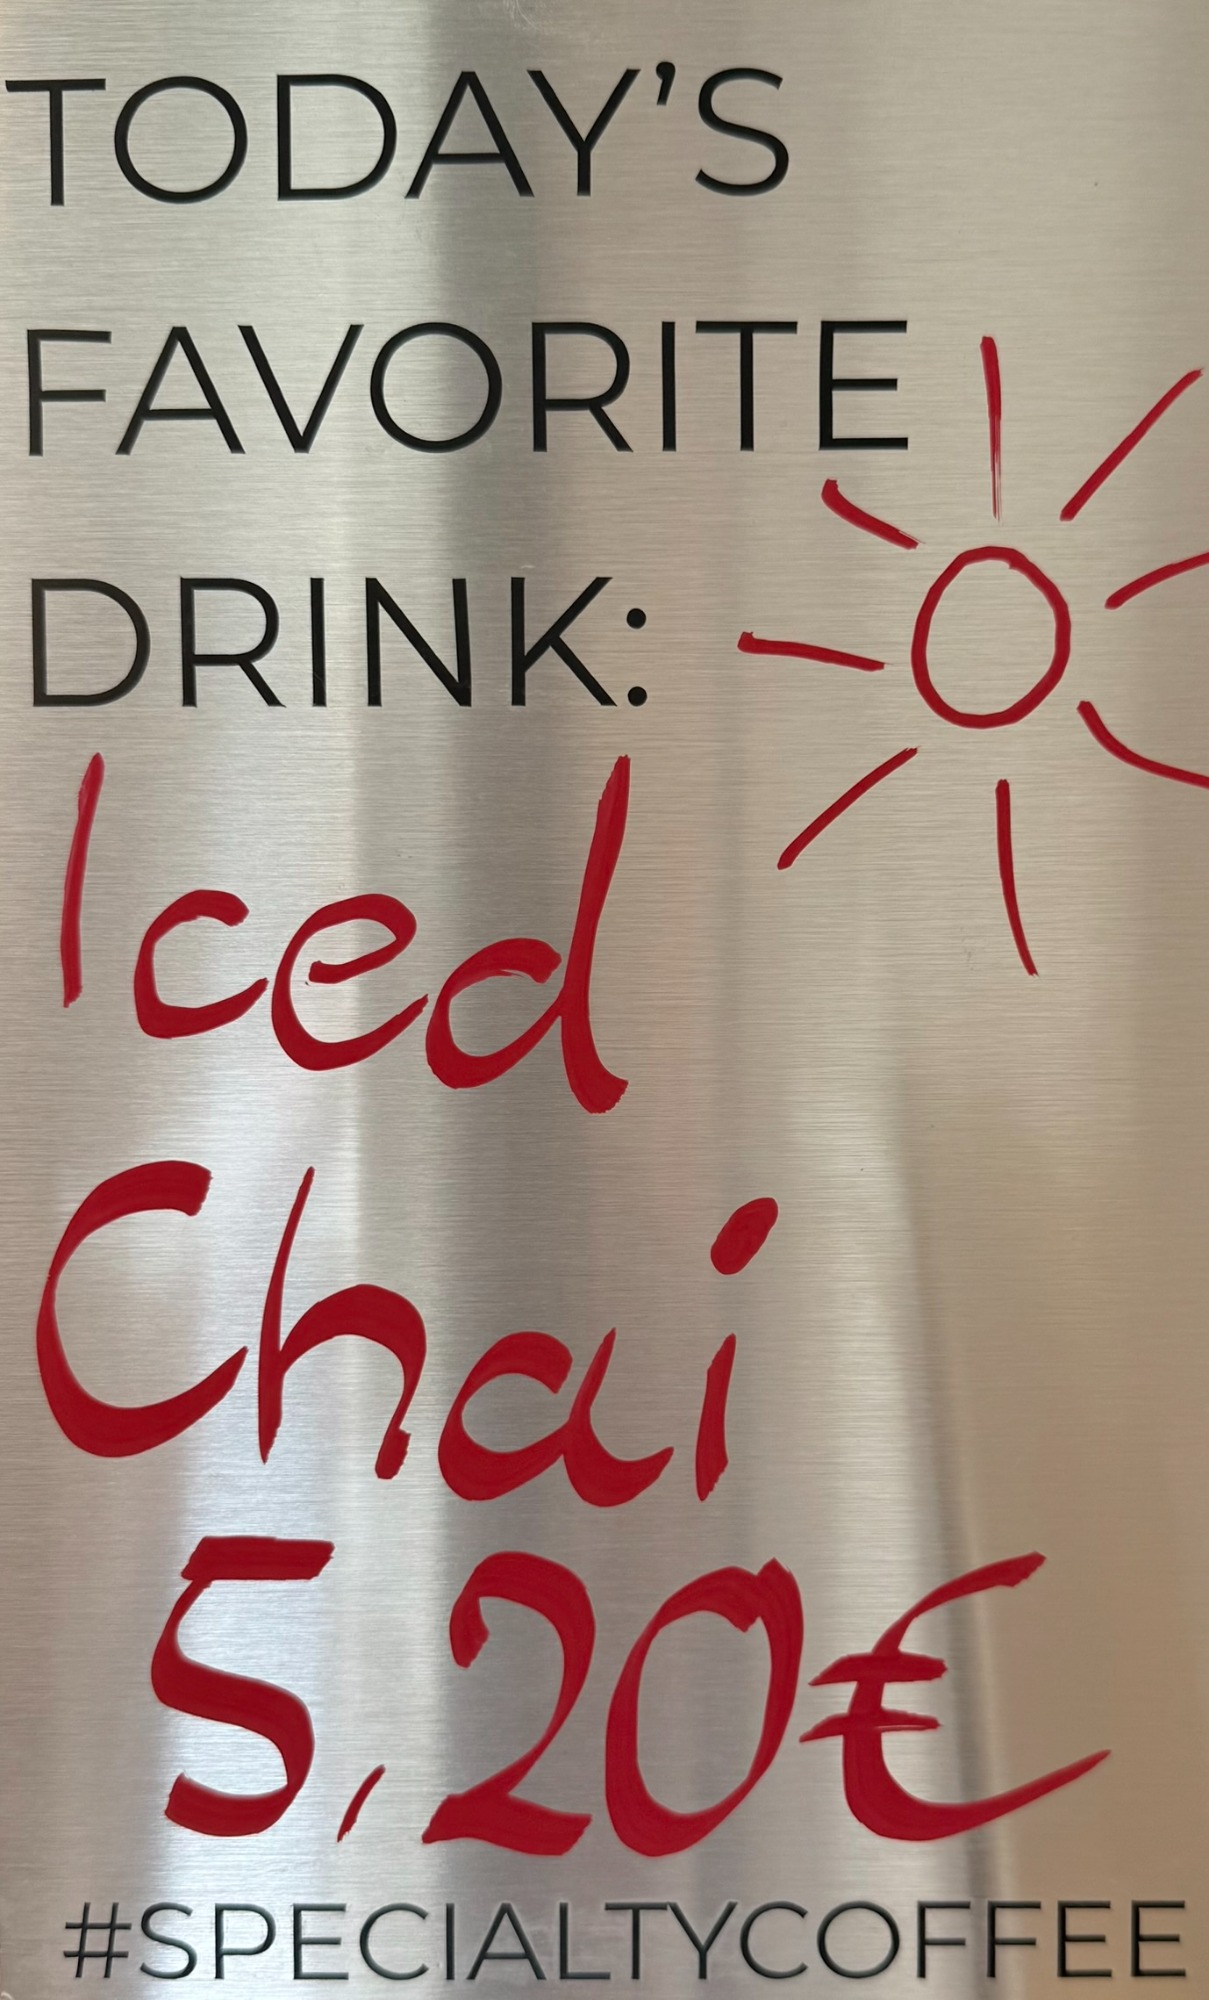 TODAY’S
FAVORITE
DRINK:
Iced
Chai
5,20€
#SPECIALTYCOFFEE